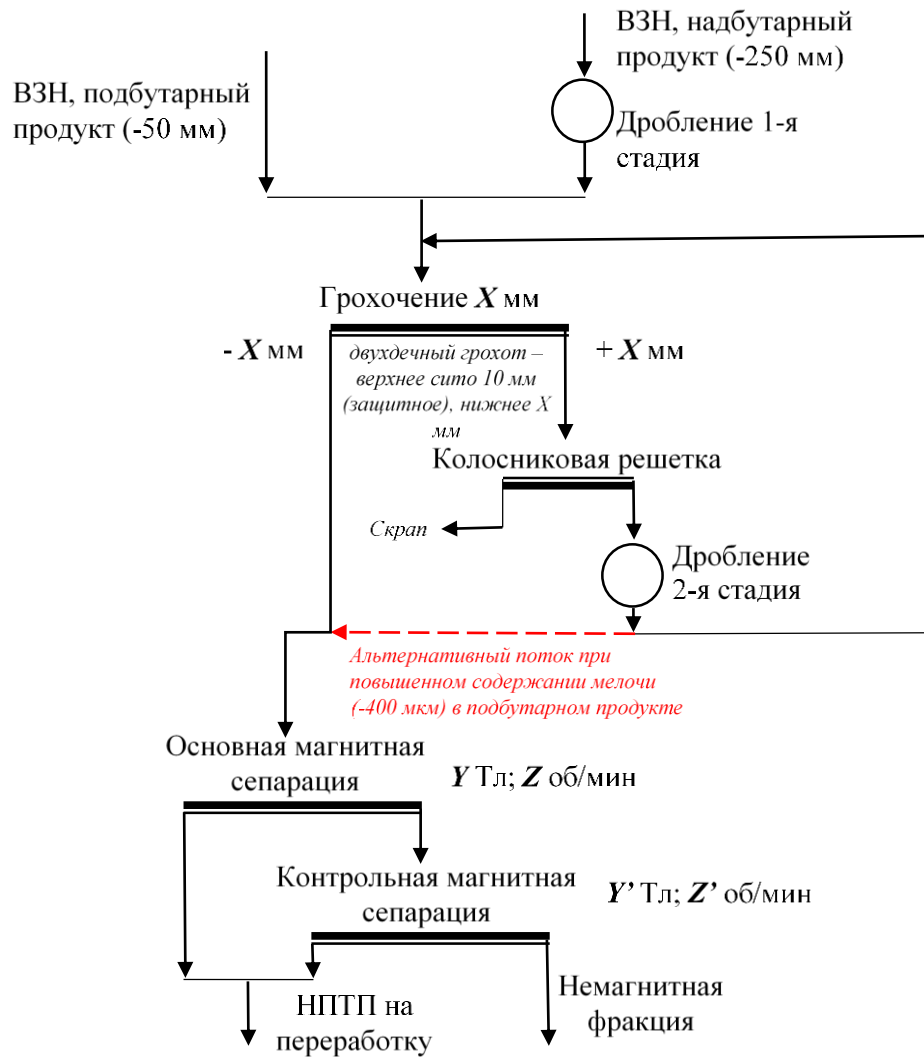 ВЗН, надбутарный
продукт (-250 мм)
ВЗН, подбутарный
продукт (-50 мм)
Дробление 1-я
стадия
Грохочение X мм
- X мм
+ X мм
двухдечный грохот –
верхнее сито 10 мм
(защитное), нижнее X
мм
Колосниковая решетка
Скрап
Дробление
2-я стадия
Альтернативный поток при
повышенном содержании мелочи
(-400 мкм) в подбутарном продукте
Основная магнитная
сепарация
Y Тл; Z об/мин
Контрольная магнитная
сепарация
Y’ Тл; Z’ об/мин
НПТП на
переработку
Немагнитная
фракция